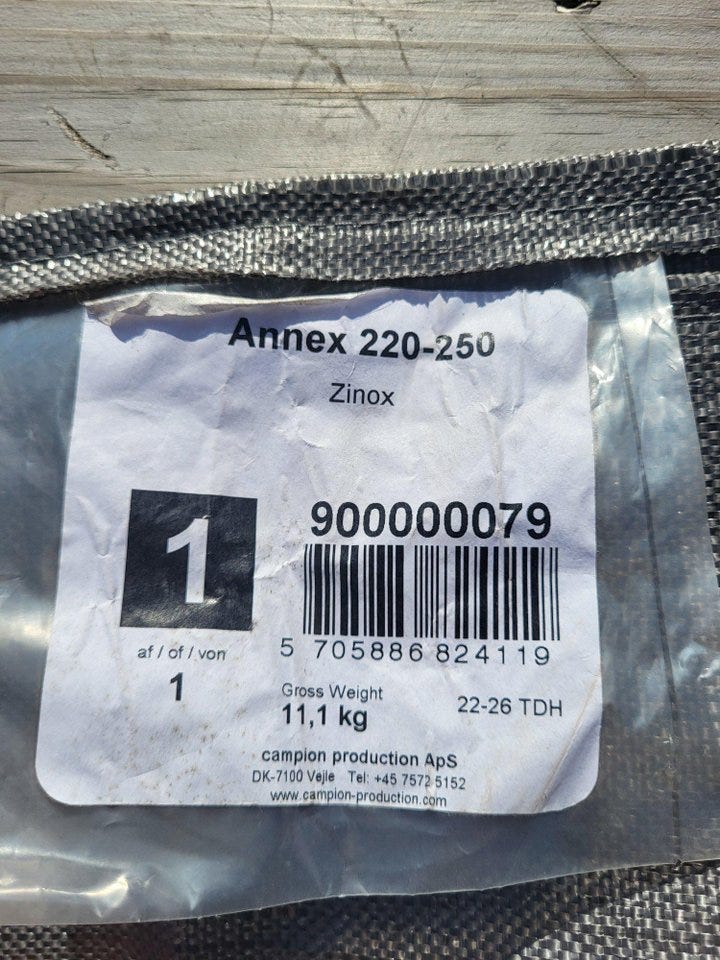 Annex 220-250
Zinox
1
900000079
5 705886 824119
af / of / von
1
Gross Weight
11,1 kg
22-26 TDH
campion production ApS
DK-7100 Vejle Tel: +45 7572 5152
www.campion-production.com